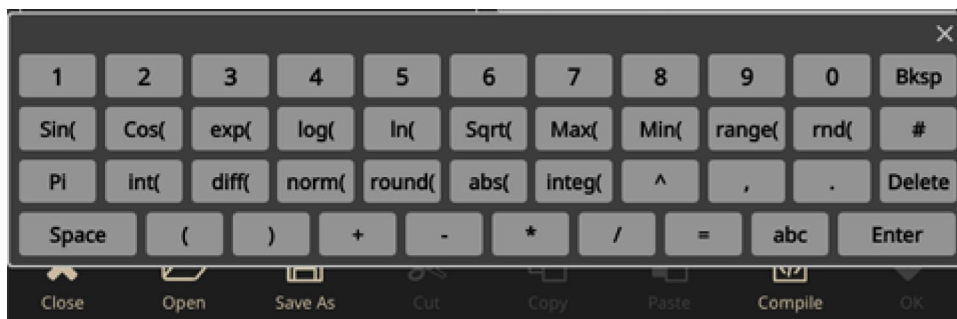 ×
1 2 3 4 5 6 7 8 9 0 Bksp
Sin( Cos( exp( log( ln( Sqrt( Max( Min( range( rnd( #
Pi int( diff( norm( round( abs( integ( ^ , . Delete
Space ( ) + - * / = abc Enter
Close Open Save As Cut Copy Paste Compile OK